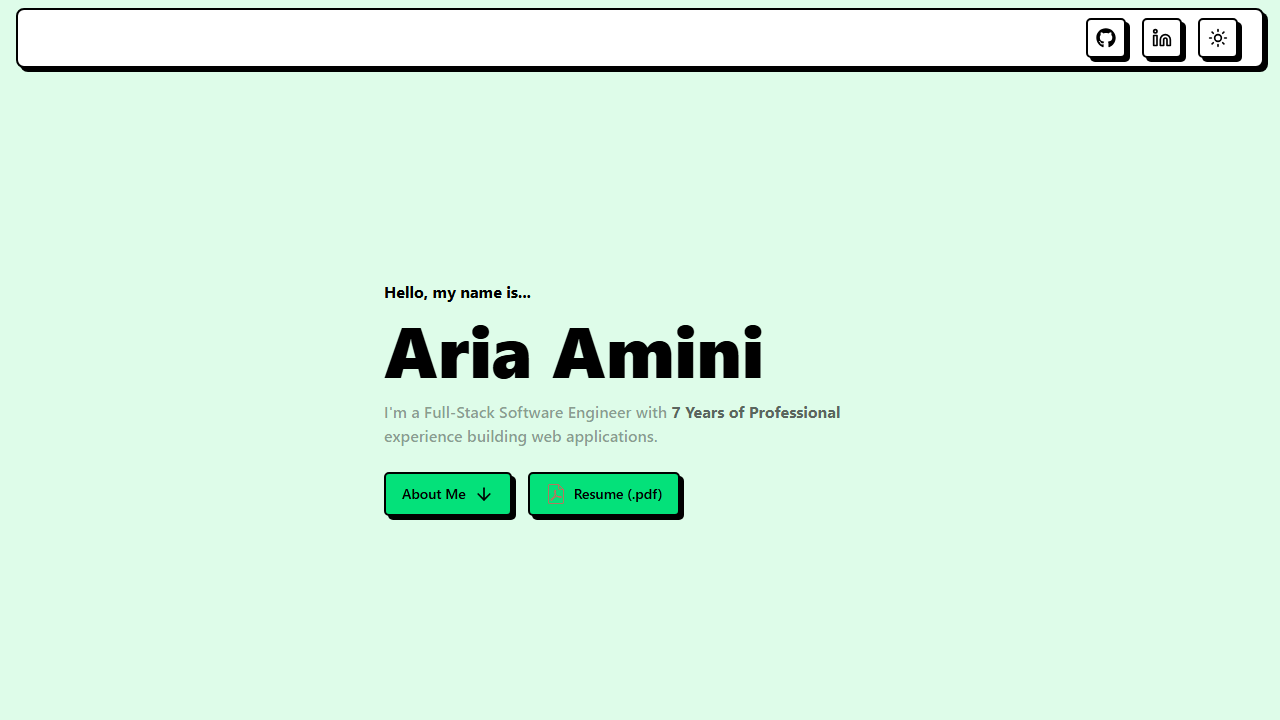 Hello, my name is...
Aria Amini
I'm a Full-Stack Software Engineer with 7 Years of Professional
experience building web applications.
About Me
Resume (.pdf)